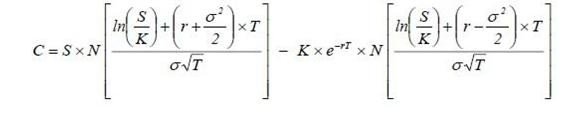 C = S × N [ (ln(S/K) + (r + σ²/2) × T) / (σ√T) ] − K × e^(−rT) × N [ (ln(S/K) + (r − σ²/2) × T) / (σ√T) ]